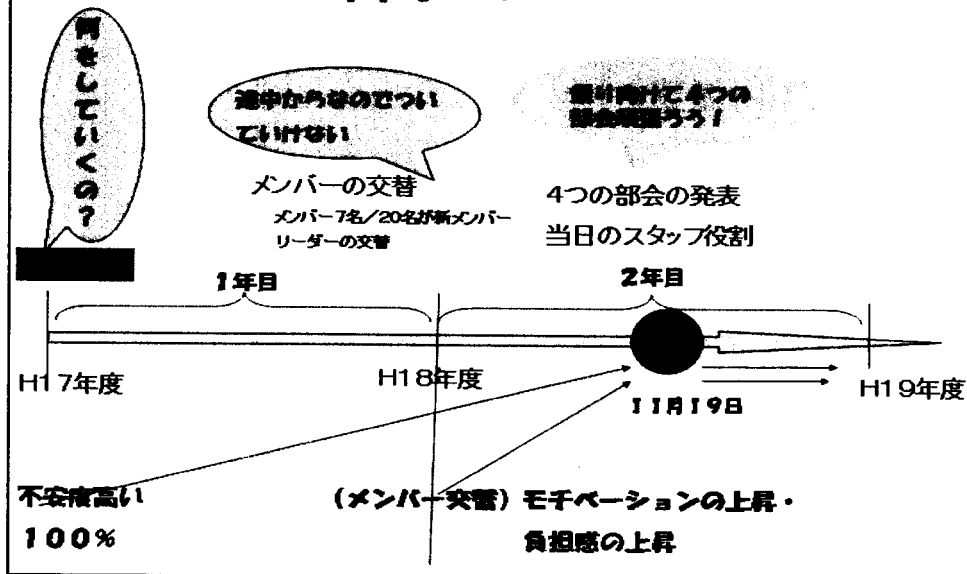 何をしていくの？
途中からなのでつい
ていけない
4つの
メンバーの交替
メンバー7名／20名が新メンバー
リーダーの交替
4つの部会の発表
当日のスタッフ役割
1年目
2年目
H17年度
H18年度
H19年度
11月19日
不安度高い
100%
（メンバー交替）モチベーションの上昇・
負担感の上昇